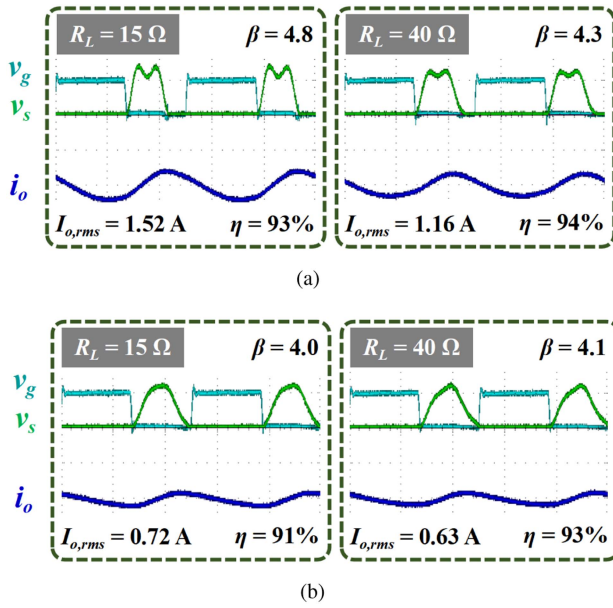 R_L = 15 Ω β = 4.8 R_L = 40 Ω β = 4.3
v_g
v_s
i_o
I_o,rms = 1.52 A η = 93% I_o,rms = 1.16 A η = 94%
(a)
R_L = 15 Ω β = 4.0 R_L = 40 Ω β = 4.1
v_g
v_s
i_o
I_o,rms = 0.72 A η = 91% I_o,rms = 0.63 A η = 93%
(b)